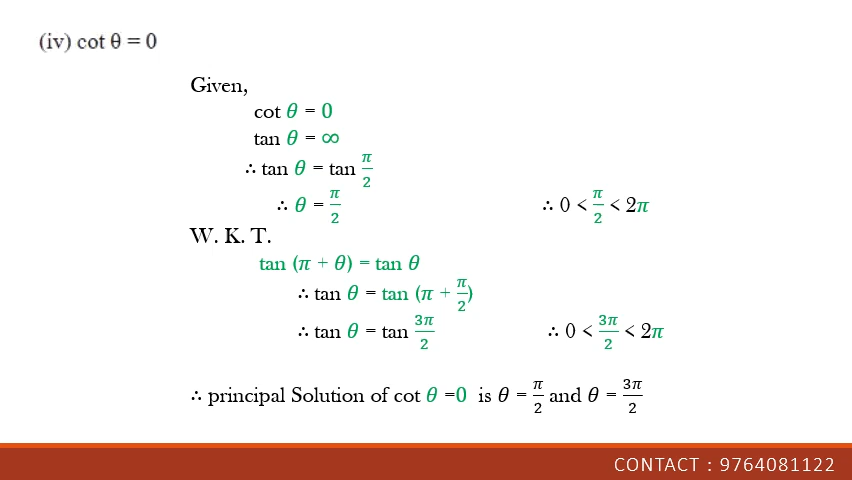 (iv) cot θ = 0
Given,
cot θ = 0
tan θ = ∞
∴ tan θ = tan π/2
∴ θ = π/2 ∴ 0 < π/2 < 2π
W. K. T.
tan (π + θ) = tan θ
∴ tan θ = tan (π + π/2)
∴ tan θ = tan 3π/2 ∴ 0 < 3π/2 < 2π
∴ principal Solution of cot θ =0 is θ = π/2 and θ = 3π/2
CONTACT : 9764081122